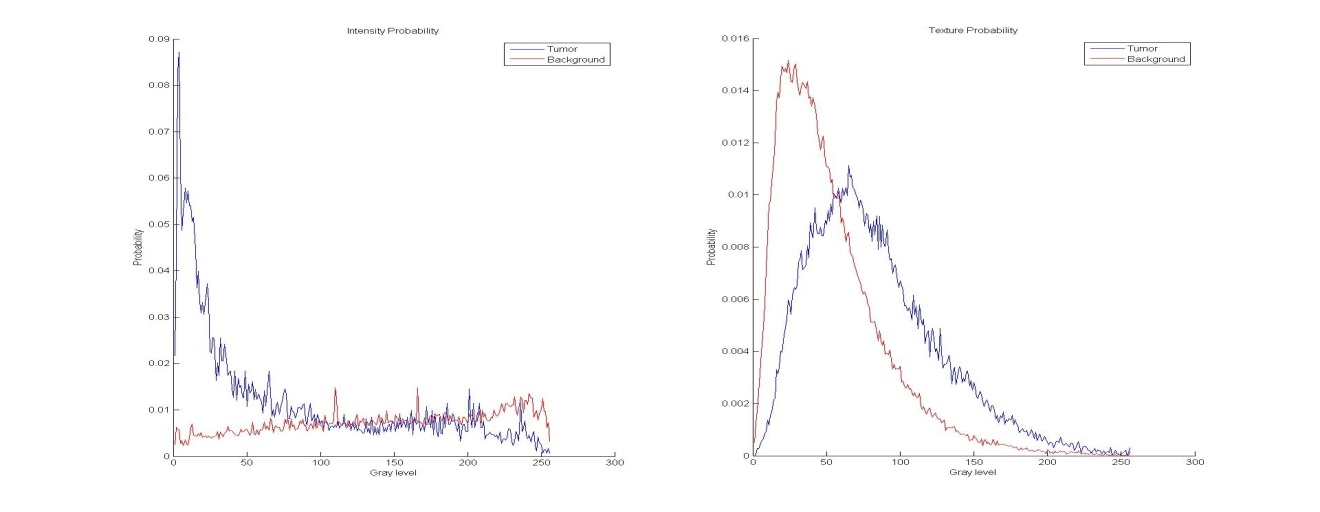 Intensity Probability
Tumor
Background
0.09
0.08
0.07
0.06
0.05
0.04
0.03
0.02
0.01
0
Probability
0 50 100 150 200 250 300
Gray level
Texture Probability
Tumor
Background
0.016
0.014
0.012
0.01
0.008
0.006
0.004
0.002
0
Probability
0 50 100 150 200 250 300
Gray level